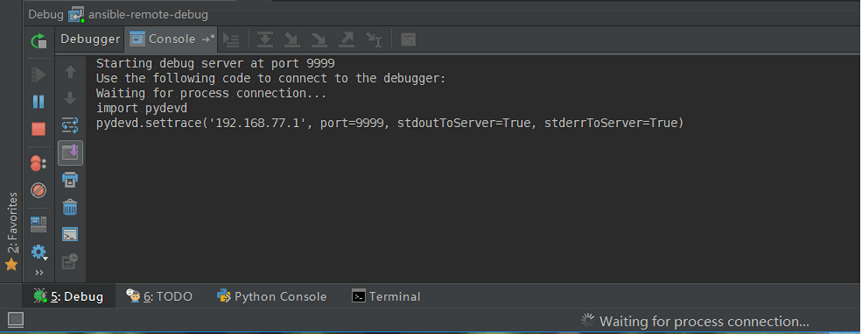 Debug ansible-remote-debug
Debugger Console
Starting debug server at port 9999
Use the following code to connect to the debugger:
Waiting for process connection...
import pydevd
pydevd.settrace('192.168.77.1', port=9999, stdoutToServer=True, stderrToServer=True)
2: Favorites
5: Debug 6: TODO Python Console Terminal
Waiting for process connection...